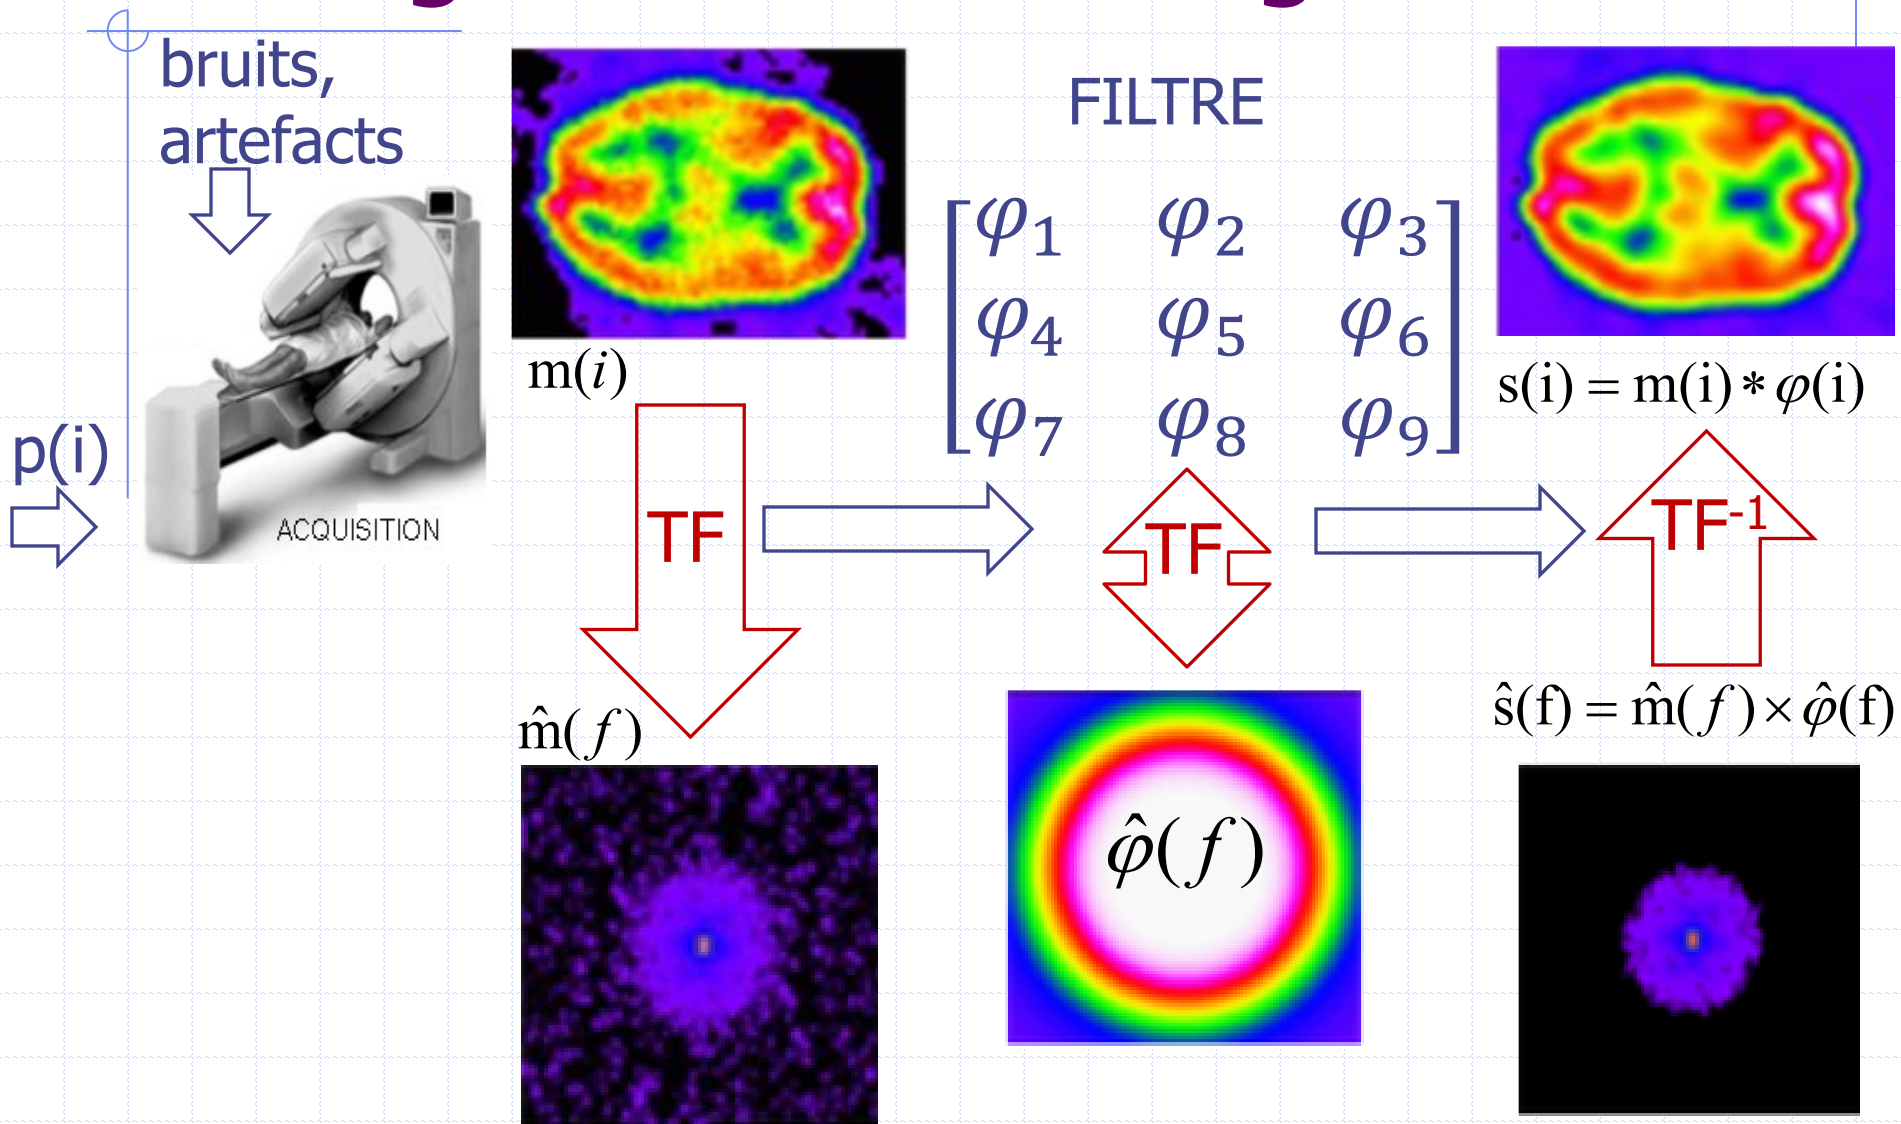 bruits,
artefacts
p(i)
ACQUISITION
m(i)
TF
m̂(f)
FILTRE
φ1 φ2 φ3
φ4 φ5 φ6
φ7 φ8 φ9
TF
φ̂(f)
s(i) = m(i) * φ(i)
TF-1
ŝ(f) = m̂(f) × φ̂(f)